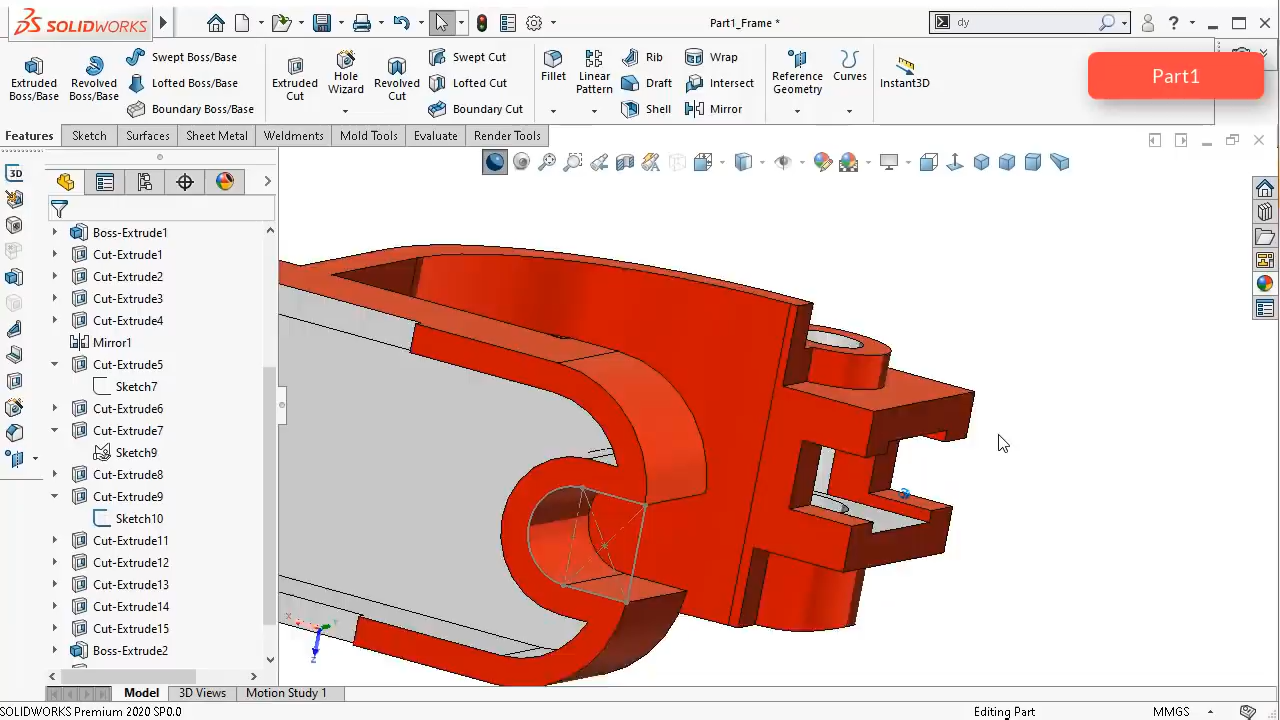 SOLIDWORKS
Part1_Frame *
dy
Part1
Extruded Boss/Base
Revolved Boss/Base
Swept Boss/Base
Lofted Boss/Base
Boundary Boss/Base
Extruded Cut
Hole Wizard
Revolved Cut
Swept Cut
Lofted Cut
Boundary Cut
Fillet
Linear Pattern
Rib
Draft
Shell
Wrap
Intersect
Mirror
Reference Geometry
Curves
Instant3D
Features
Sketch
Surfaces
Sheet Metal
Weldments
Mold Tools
Evaluate
Render Tools
3D
Boss-Extrude1
Cut-Extrude1
Cut-Extrude2
Cut-Extrude3
Cut-Extrude4
Mirror1
Cut-Extrude5
Sketch7
Cut-Extrude6
Cut-Extrude7
Sketch9
Cut-Extrude8
Cut-Extrude9
Sketch10
Cut-Extrude11
Cut-Extrude12
Cut-Extrude13
Cut-Extrude14
Cut-Extrude15
Boss-Extrude2
Model
3D Views
Motion Study 1
SOLIDWORKS Premium 2020 SP0.0
Editing Part
MMGS